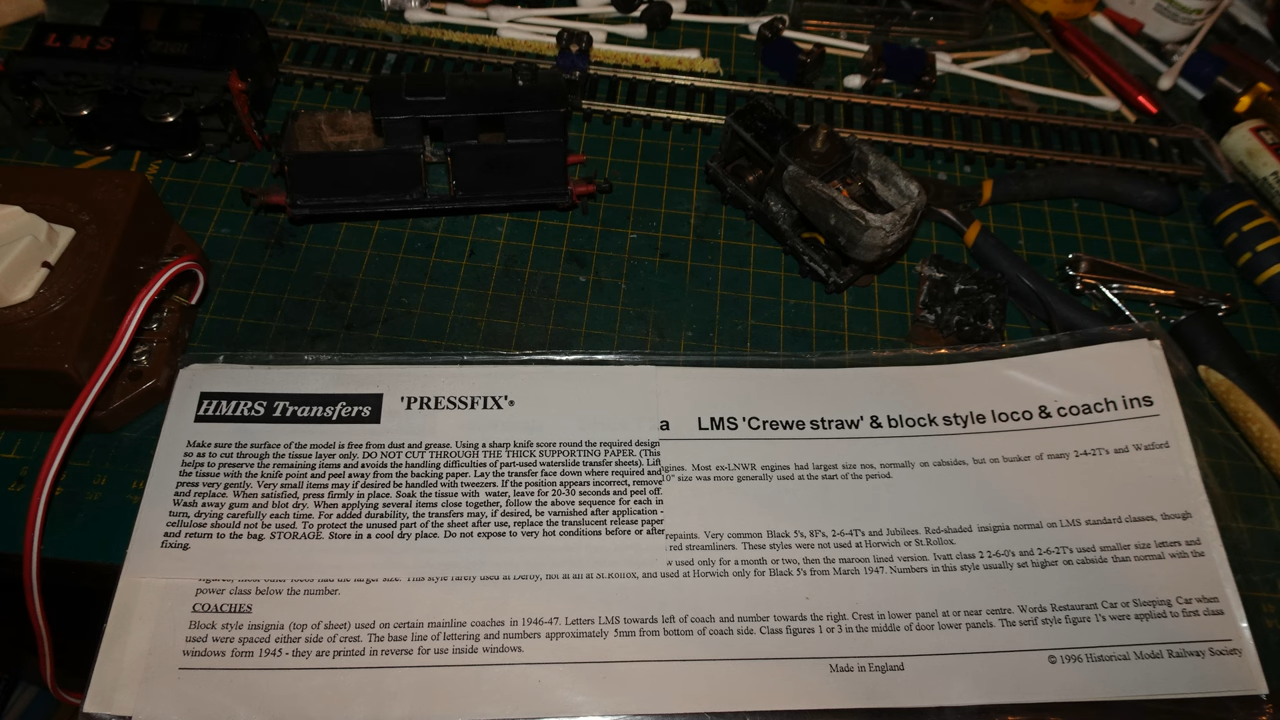 LMS
HMRS Transfers 'PRESSFIX'®
Make sure the surface of the model is free from dust and grease. Using a sharp knife score round the required design
so as to cut through the tissue layer only. DO NOT CUT THROUGH THE THICK SUPPORTING PAPER. (This
helps to preserve the remaining items and avoids the handling difficulties of part-used waterslide transfer sheets). Lift
the tissue with the knife point and peel away from the backing paper. Lay the transfer face down where required and
press very gently. Very small items may if desired be handled with tweezers. If the position appears incorrect, remove
and replace. When satisfied, press firmly in place. Soak the tissue with water, leave for 20-30 seconds and peel off.
Wash away gum and blot dry. When applying several items close together, follow the above sequence for each in
turn, drying carefully each time. For added durability, the transfers may, if desired, be varnished after application -
cellulose should not be used. To protect the unused part of the sheet after use, replace the translucent release paper
and return to the bag. STORAGE. Store in a cool dry place. Do not expose to very hot conditions before or after
fixing.
a LMS 'Crewe straw' & block style loco & coach ins
gines. Most ex-LNWR engines had largest size nos, normally on cabsides, but on bunker of many 2-4-2T's and Watford
10" size was more generally used at the start of the period.
repaints. Very common Black 5's, 8F's, 2-6-4T's and Jubilees. Red-shaded insignia normal on LMS standard classes, though
red streamliners. These styles were not used at Horwich or St.Rollox.
w used only for a month or two, then the maroon lined version. Ivatt class 2 2-6-0's and 2-6-2T's used smaller size letters and
figures, most other locos had the larger size. This style rarely used at Derby, not at all at St.Rollox, and used at Horwich only for Black 5's from March 1947. Numbers in this style usually set higher on cabside than normal with the
power class below the number.
COACHES
Block style insignia (top of sheet) used on certain mainline coaches in 1946-47. Letters LMS towards left of coach and number towards the right. Crest in lower panel at or near centre. Words Restaurant Car or Sleeping Car when
used were spaced either side of crest. The base line of lettering and numbers approximately 5mm from bottom of coach side. Class figures 1 or 3 in the middle of door lower panels. The serif style figure 1's were applied to first class
windows form 1945 - they are printed in reverse for use inside windows.
Made in England
© 1996 Historical Model Railway Society